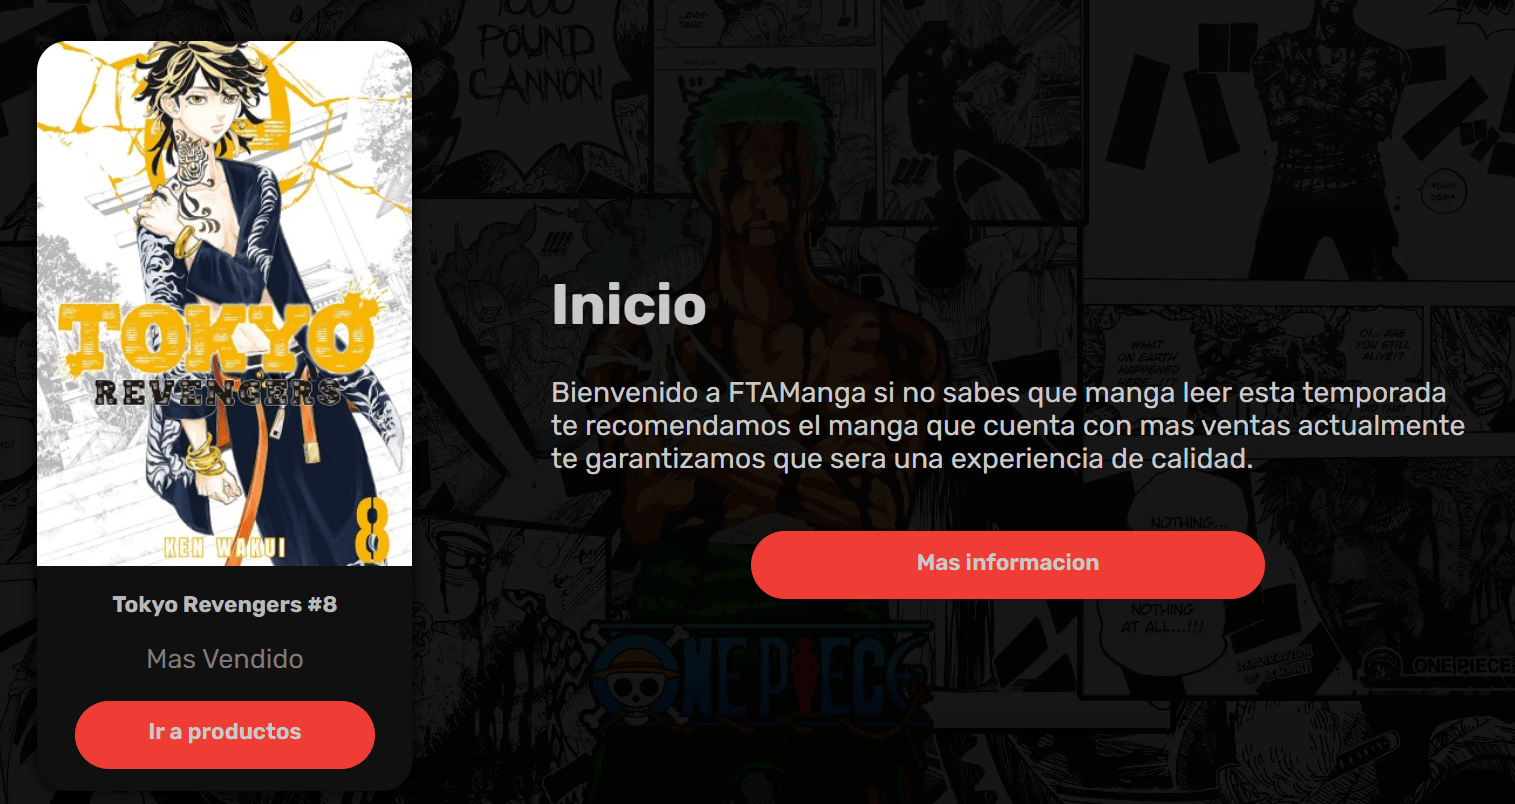 TOKYO
REVENGERS
KEN WAKUI
8
Tokyo Revengers #8
Mas Vendido
Ir a productos
Inicio
Bienvenido a FTAManga si no sabes que manga leer esta temporada
te recomendamos el manga que cuenta con mas ventas actualmente
te garantizamos que sera una experiencia de calidad.
Mas informacion
POUND
CANNON!
WHAT
ON EARTH
HAPPENED
OI... ARE
YOU STILL
ALIVE!?
NOTHING...
NOTHING
AT ALL...!!!
ONE PIECE
ONE PIECE